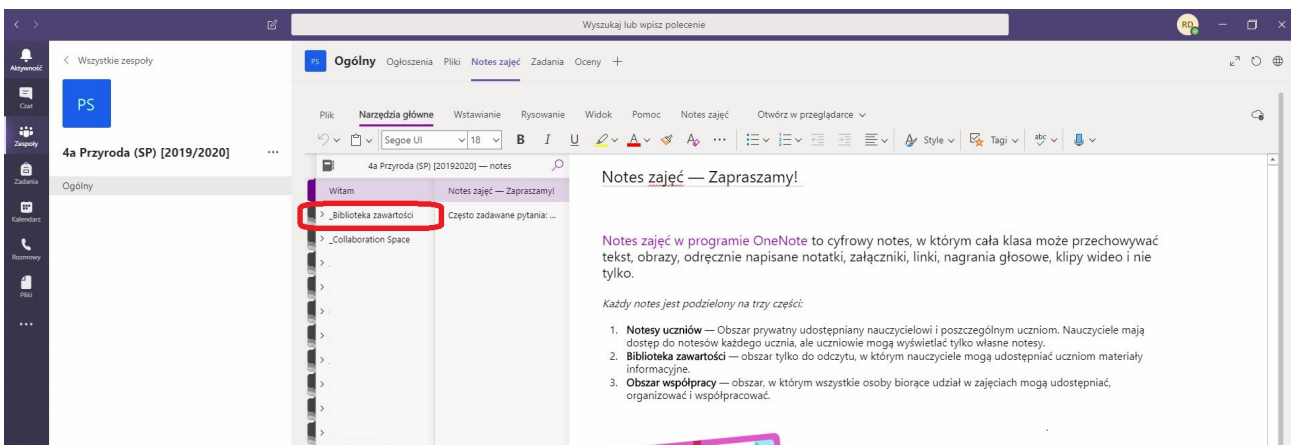 Wyszukaj lub wpisz polecenie
RD
Aktywność
Czat
Zespoły
Zadania
Kalendarz
Rozmowy
Pliki
Wszystkie zespoły
PS
4a Przyroda (SP) [2019/2020]
Ogólny
PS Ogólny Ogłoszenia Pliki Notes zajęć Zadania Oceny +
Plik Narzędzia główne Wstawianie Rysowanie Widok Pomoc Notes zajęć Otwórz w przeglądarce
Segoe UI 18 B I U A A Style Tagi abc
4a Przyroda (SP) [20192020] — notes
Witam
_Biblioteka zawartości
_Collaboration Space
Notes zajęć — Zapraszamy!
Często zadawane pytania: ...
Notes zajęć — Zapraszamy!
Notes zajęć w programie OneNote to cyfrowy notes, w którym cała klasa może przechowywać
tekst, obrazy, odręcznie napisane notatki, załączniki, linki, nagrania głosowe, klipy wideo i nie
tylko.
Każdy notes jest podzielony na trzy części:
1. Notesy uczniów — Obszar prywatny udostępniany nauczycielowi i poszczególnym uczniom. Nauczyciele mają
dostęp do notesów każdego ucznia, ale uczniowie mogą wyświetlać tylko własne notesy.
2. Biblioteka zawartości — obszar tylko do odczytu, w którym nauczyciele mogą udostępniać uczniom materiały
informacyjne.
3. Obszar współpracy — obszar, w którym wszystkie osoby biorące udział w zajęciach mogą udostępniać,
organizować i współpracować.